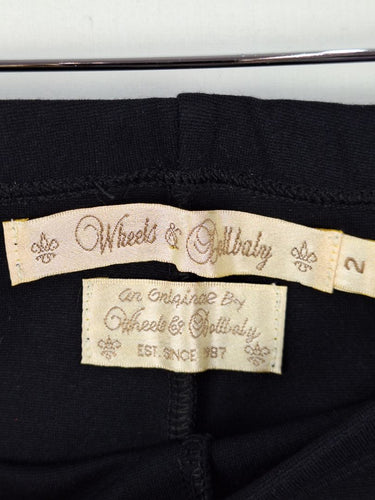 Wheels & Dollbaby
2
An Original By
Wheels & Dollbaby
EST. SINCE 1987